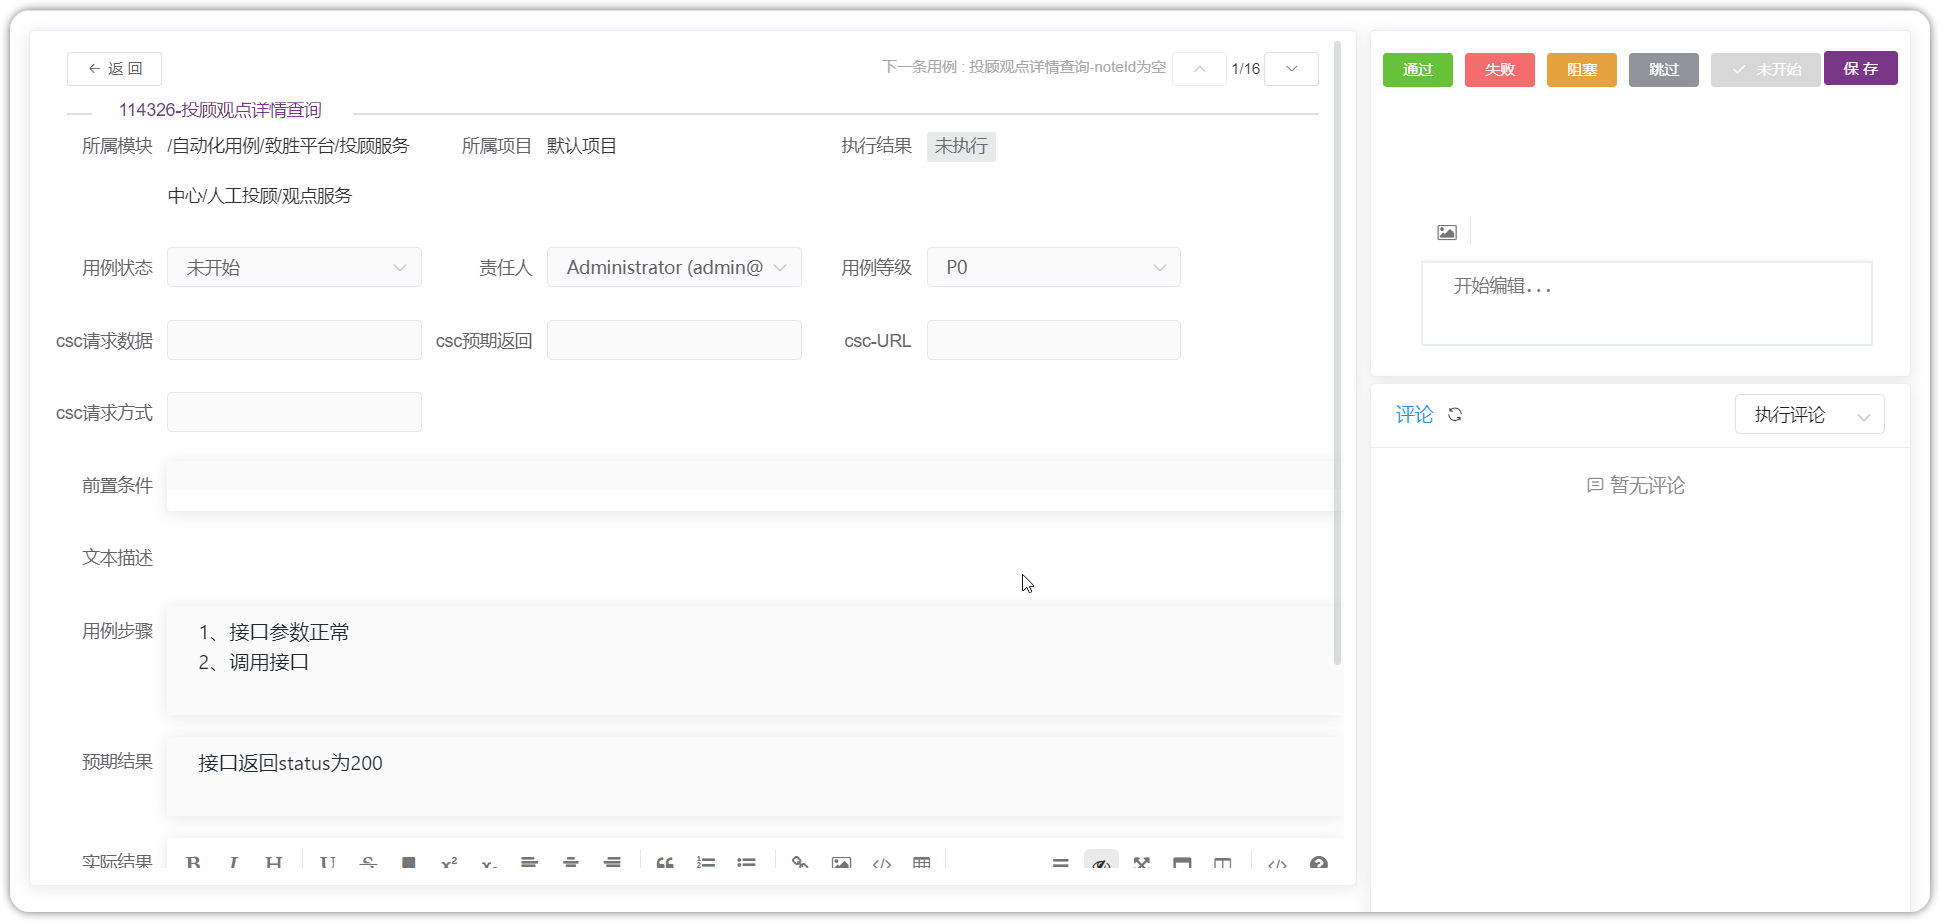 返 回
下一条用例 : 投顾观点详情查询-noteId为空
1/16
114326-投顾观点详情查询
所属模块 /自动化用例/致胜平台/投顾服务
中心/人工投顾/观点服务
所属项目 默认项目
执行结果 未执行
用例状态 未开始
责任人 Administrator (admin@
用例等级 P0
csc请求数据
csc预期返回
csc-URL
csc请求方式
前置条件
文本描述
用例步骤
1、接口参数正常
2、调用接口
预期结果
接口返回status为200
实际结果
通过
失败
阻塞
跳过
未开始
保 存
开始编辑...
评论
执行评论
暂无评论